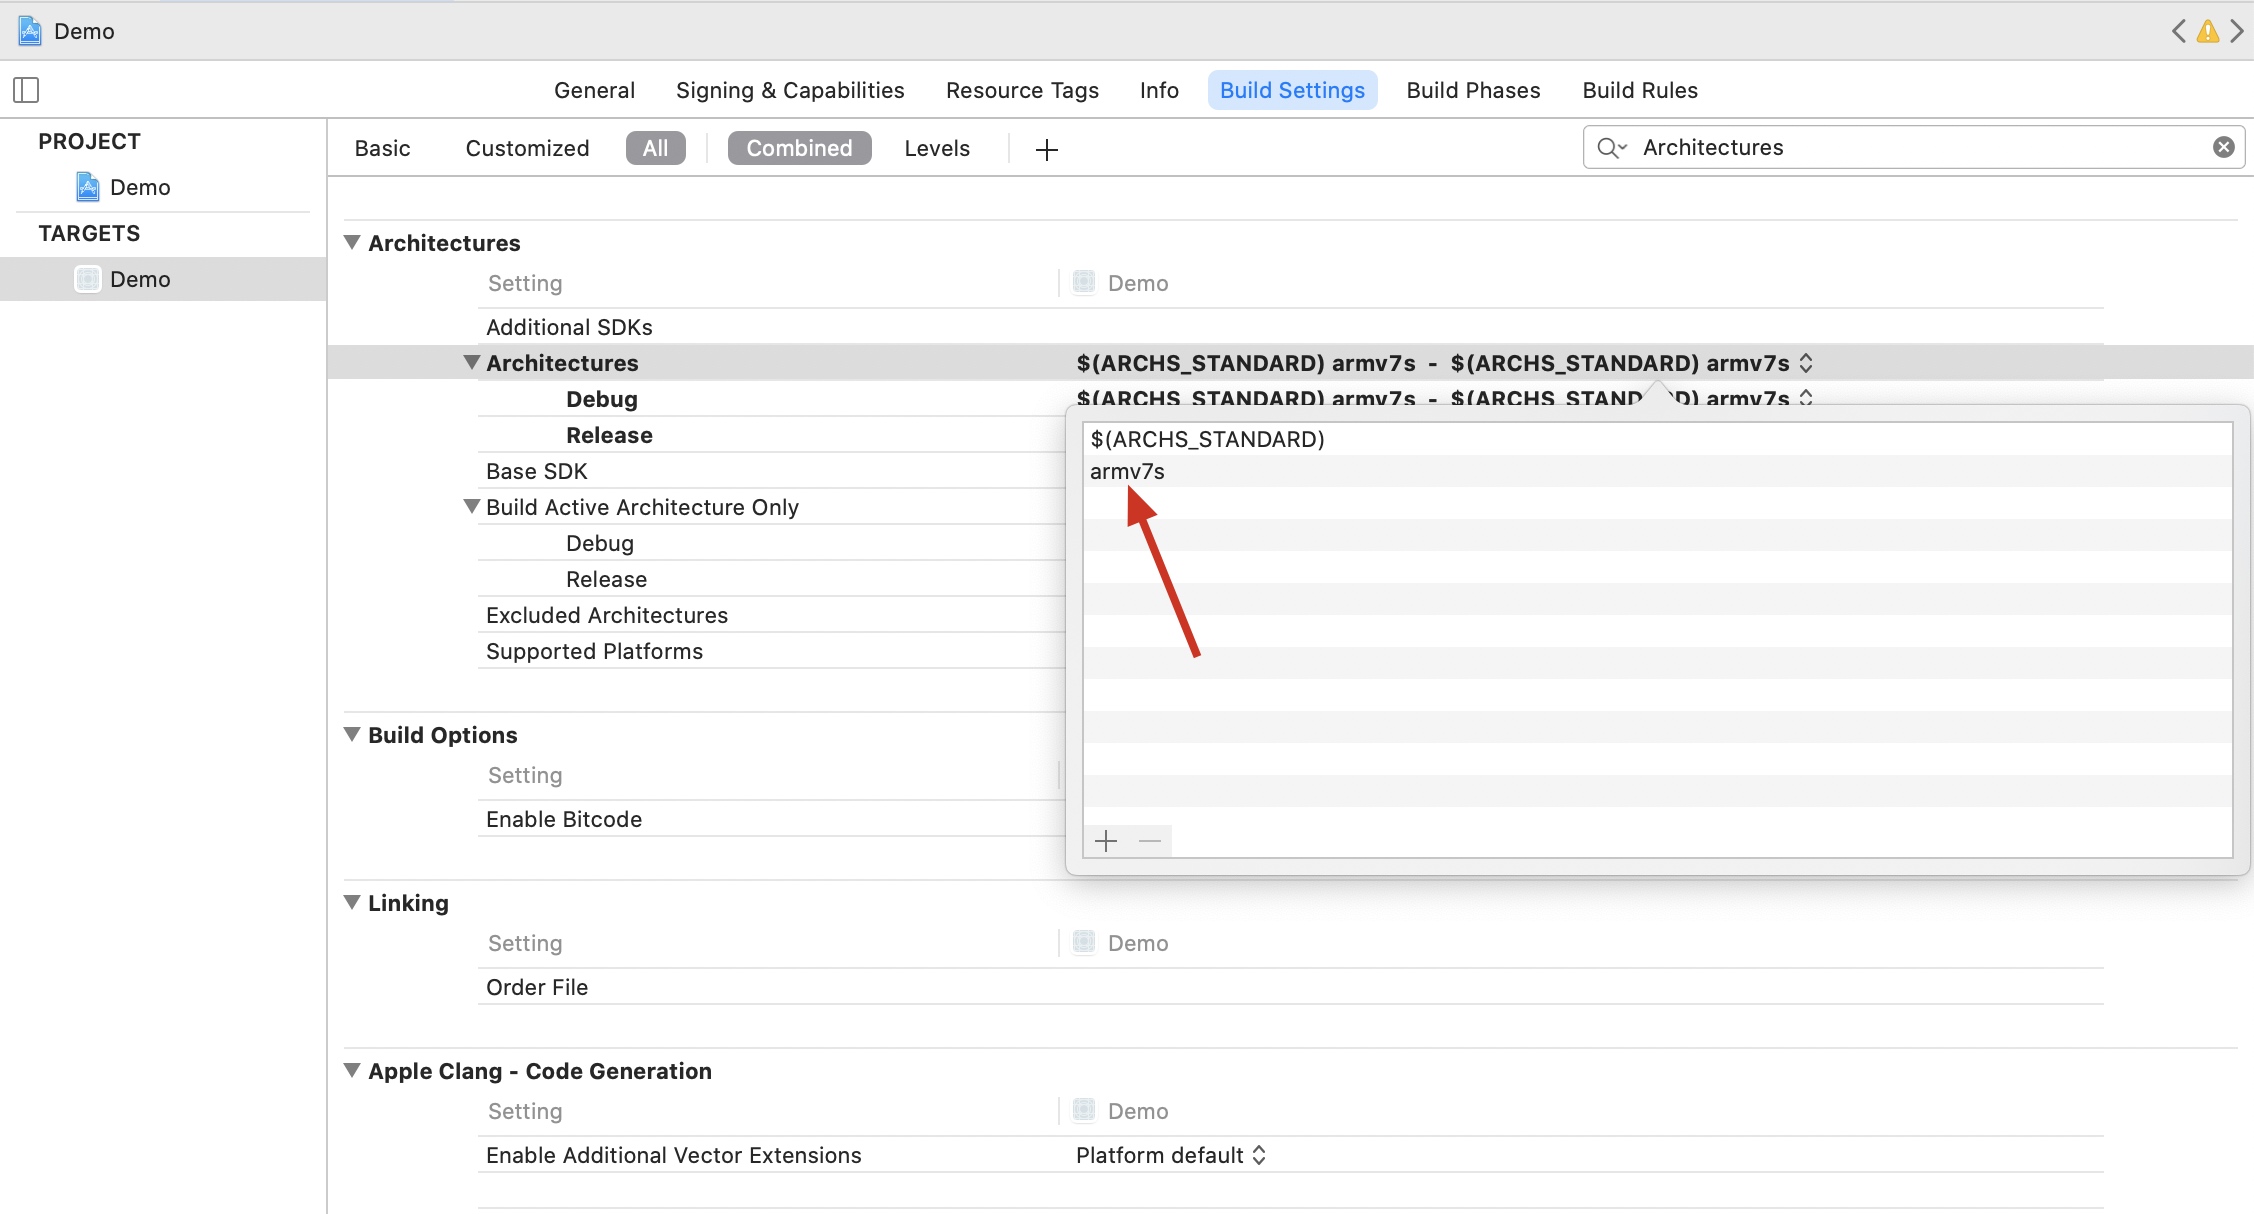 Demo
General Signing & Capabilities Resource Tags Info Build Settings Build Phases Build Rules
PROJECT
Demo
TARGETS
Demo
Basic Customized All Combined Levels Architectures
Architectures
Setting Demo
Additional SDKs
Architectures $(ARCHS_STANDARD) armv7s - $(ARCHS_STANDARD) armv7s
Debug $(ARCHS_STANDARD) armv7s - $(ARCHS_STANDARD) armv7s
Release
Base SDK
Build Active Architecture Only
Debug
Release
Excluded Architectures
Supported Platforms
$(ARCHS_STANDARD)
armv7s
Build Options
Setting
Enable Bitcode
Linking
Setting Demo
Order File
Apple Clang - Code Generation
Setting Demo
Enable Additional Vector Extensions Platform default